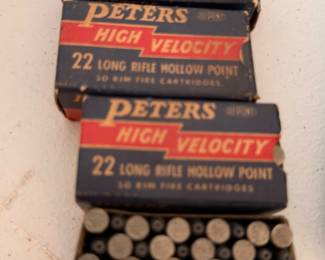 PETERS
HIGH VELOCITY
22 LONG RIFLE HOLLOW POINT
50 RIM FIRE CARTRIDGES
PETERS
HIGH VELOCITY
22 LONG RIFLE HOLLOW POINT
50 RIM FIRE CARTRIDGES